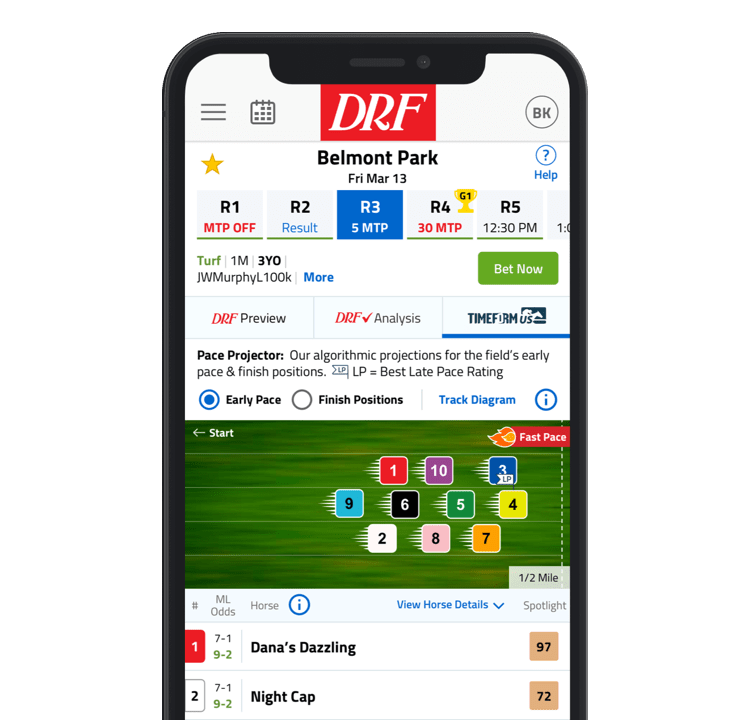 DRF
BK
Belmont Park
Fri Mar 13
?
Help
R1
MTP OFF
R2
Result
R3
5 MTP
R4
G1
30 MTP
R5
12:30 PM
1:0
Turf | 1M | 3YO |
JWMurphyL100k | More
Bet Now
DRF Preview
DRF Analysis
TIMEFORM US
Pace Projector: Our algorithmic projections for the field's early
pace & finish positions. LP LP = Best Late Pace Rating
Early Pace
Finish Positions
Track Diagram
i
← Start
Fast Pace
1
10
3
LP
9
6
5
4
2
8
7
1/2 Mile
#
ML
Odds
Horse
i
View Horse Details
Spotlight
1
7-1
9-2
Dana's Dazzling
97
2
7-1
9-2
Night Cap
72